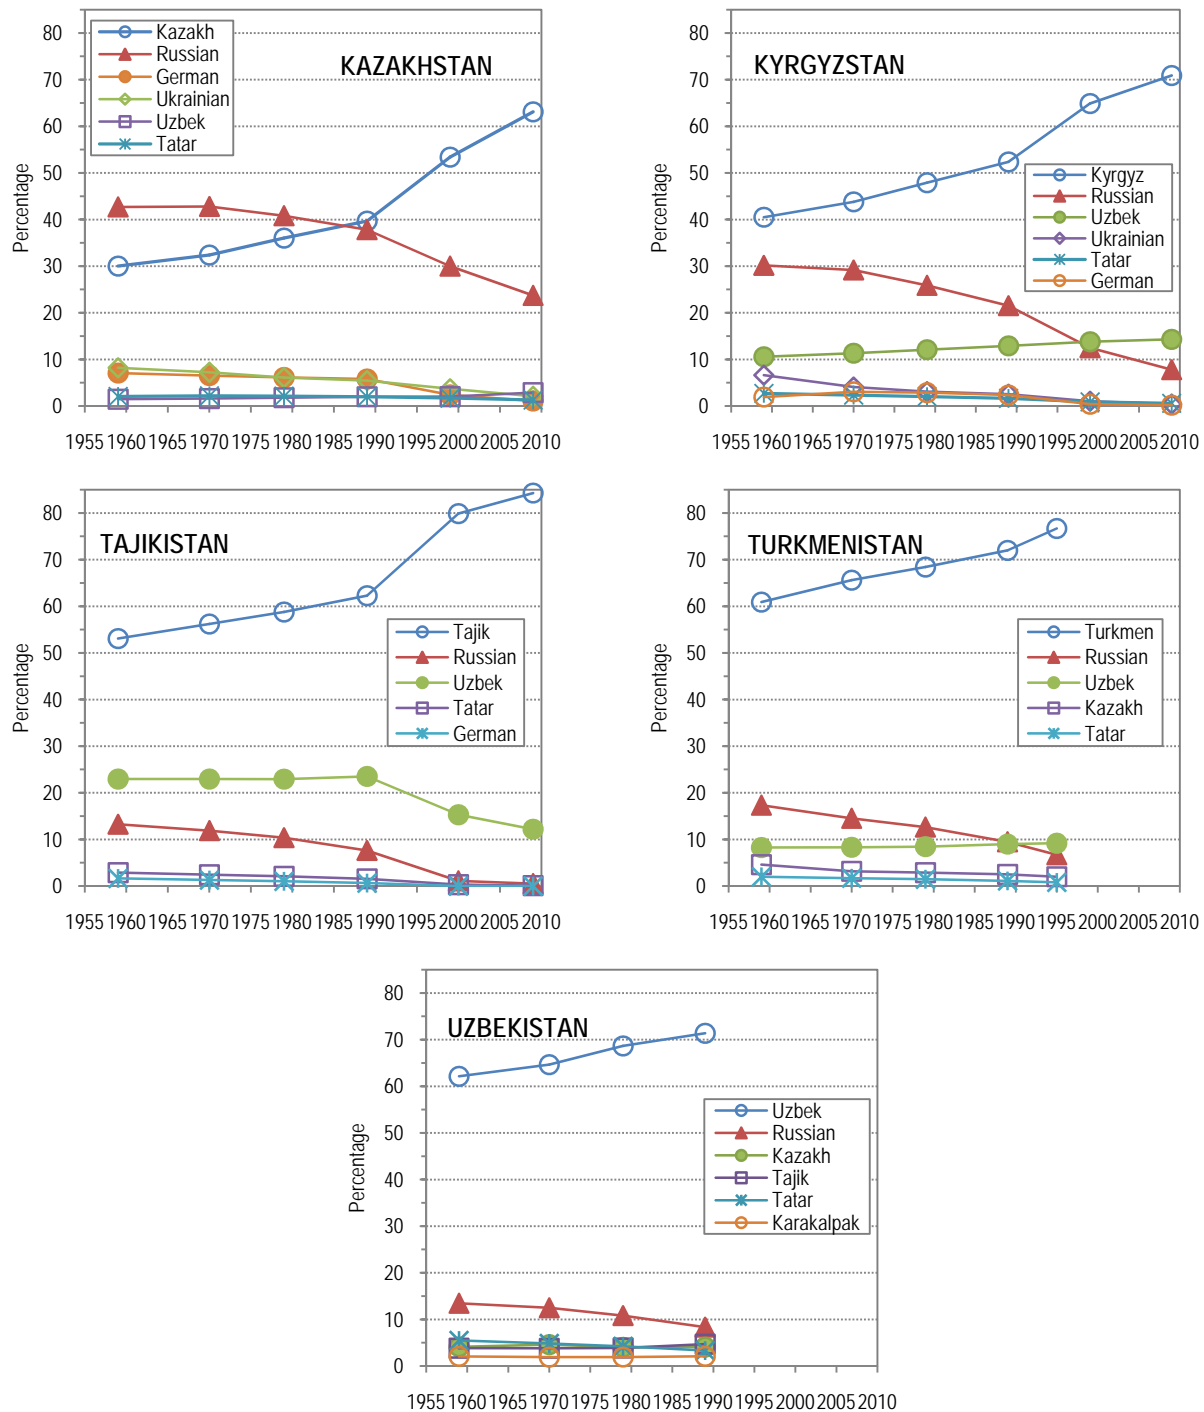 KAZAKHSTAN
Percentage
80
70
60
50
40
30
20
10
0
Kazakh
Russian
German
Ukrainian
Uzbek
Tatar
1955 1960 1965 1970 1975 1980 1985 1990 1995 2000 2005 2010
KYRGYZSTAN
Percentage
80
70
60
50
40
30
20
10
0
Kyrgyz
Russian
Uzbek
Ukrainian
Tatar
German
1955 1960 1965 1970 1975 1980 1985 1990 1995 2000 2005 2010
TAJIKISTAN
Percentage
80
70
60
50
40
30
20
10
0
Tajik
Russian
Uzbek
Tatar
German
1955 1960 1965 1970 1975 1980 1985 1990 1995 2000 2005 2010
TURKMENISTAN
Percentage
80
70
60
50
40
30
20
10
0
Turkmen
Russian
Uzbek
Kazakh
Tatar
1955 1960 1965 1970 1975 1980 1985 1990 1995 2000 2005 2010
UZBEKISTAN
Percentage
80
70
60
50
40
30
20
10
0
Uzbek
Russian
Kazakh
Tajik
Tatar
Karakalpak
1955 1960 1965 1970 1975 1980 1985 1990 1995 2000 2005 2010